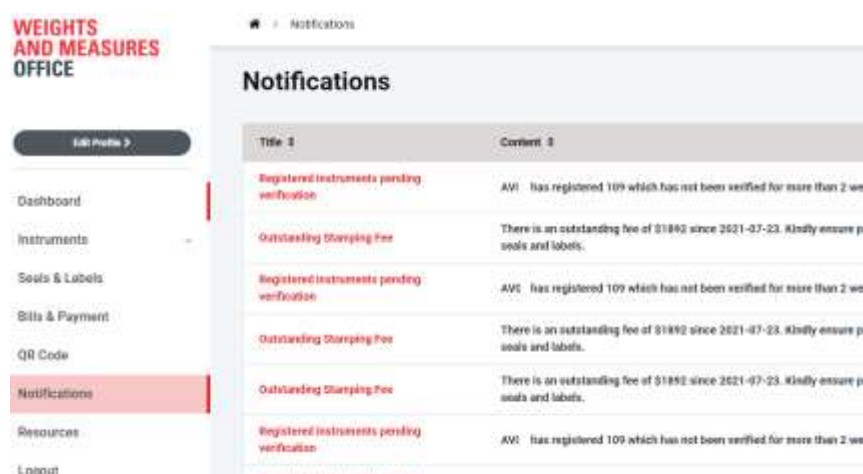 WEIGHTS
AND MEASURES
OFFICE
Edit Profile
Dashboard
Instruments
Seals & Labels
Bills & Payment
QR Code
Notifications
Resources
Logout
Notifications
Notifications
Title Content
Registered instruments pending
verification
AVI has registered 109 which has not been verified for more than 2 we
Outstanding Stamping Fee
There is an outstanding fee of $1892 since 2021-07-23. Kindly ensure p
seals and labels.
Registered instruments pending
verification
AVI has registered 109 which has not been verified for more than 2 we
Outstanding Stamping Fee
There is an outstanding fee of $1892 since 2021-07-23. Kindly ensure p
seals and labels.
Outstanding Stamping Fee
There is an outstanding fee of $1892 since 2021-07-23. Kindly ensure p
seals and labels.
Registered instruments pending
verification
AVI has registered 109 which has not been verified for more than 2 we